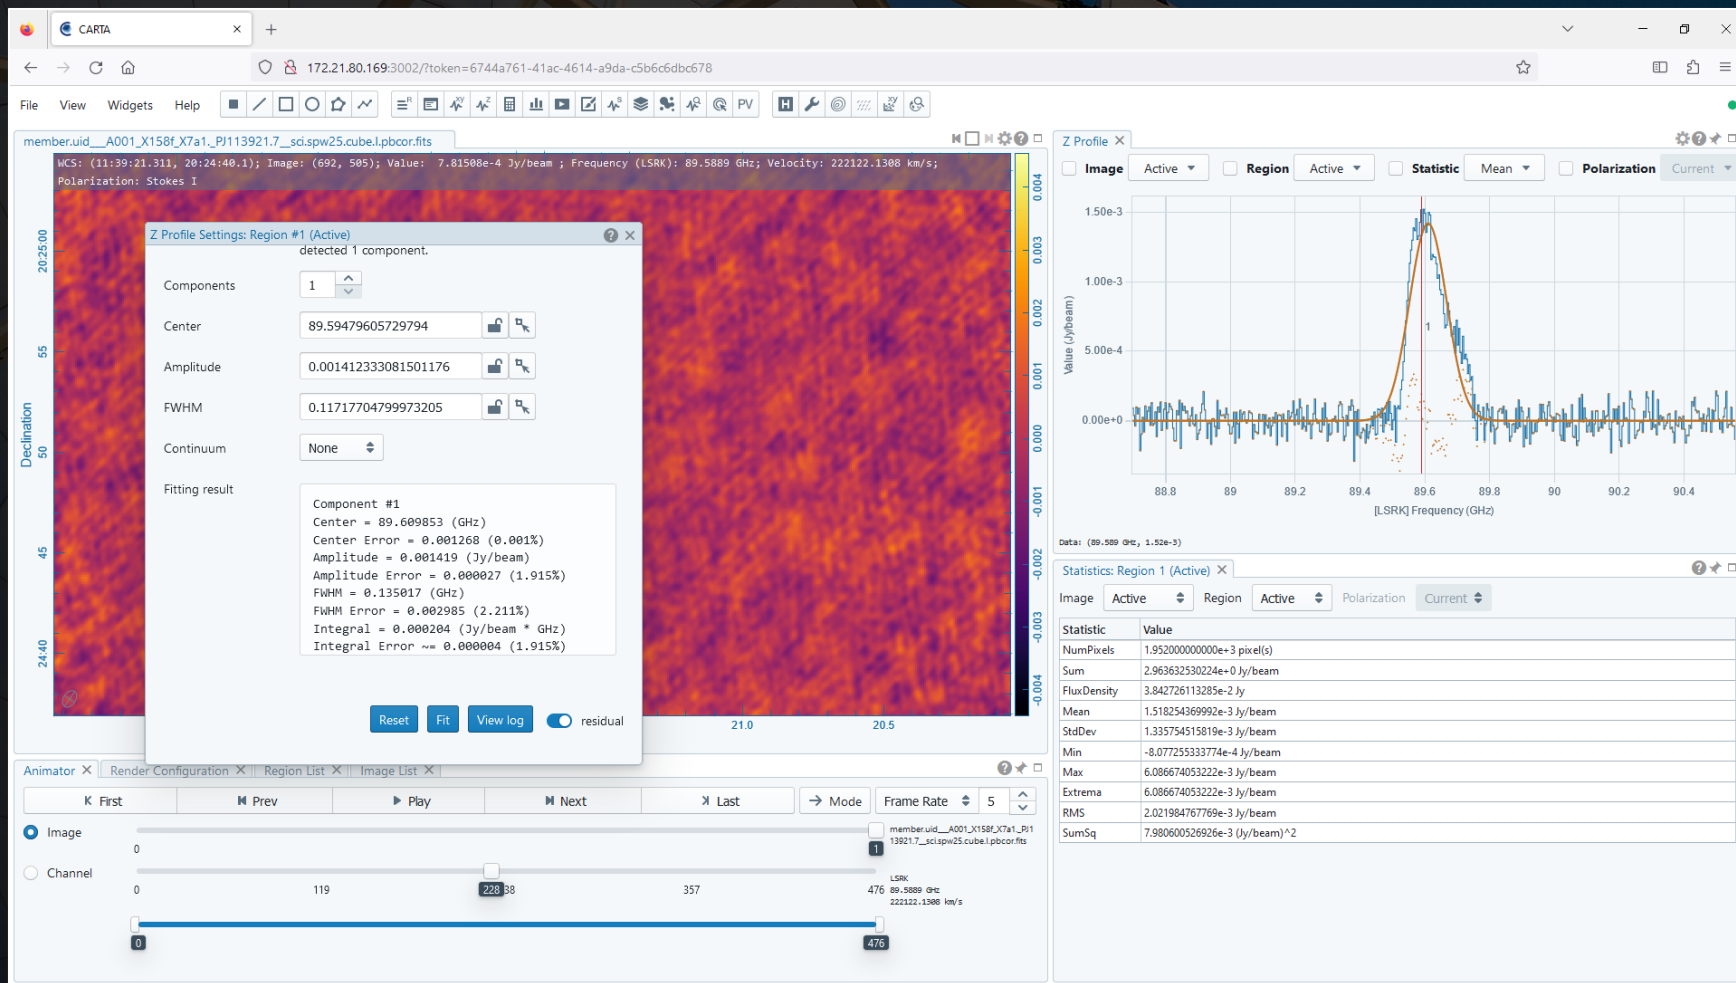 CARTA
172.21.80.169:3002/?token=6744a761-41ac-4614-a9da-c5b6c6dbc678
File View Widgets Help
PV
member.uid___A001_X158f_X7a1._PJ113921.7__sci.spw25.cube.I.pbcor.fits
WCS: (11:39:21.311, 20:24:40.1); Image: (692, 505); Value: 7.81508e-4 Jy/beam ; Frequency (LSRK): 89.5889 GHz; Velocity: 222122.1308 km/s;
Polarization: Stokes I
Declination
20:25:00
55
50
45
24:40
21.0
20.5
0.004
0.003
0.002
0.001
0.000
-0.001
-0.002
-0.003
-0.004
Z Profile Settings: Region #1 (Active)
detected 1 component.
Components 1
Center 89.59479605729794
Amplitude 0.001412333081501176
FWHM 0.11717704799973205
Continuum None
Fitting result
Component #1
Center = 89.609853 (GHz)
Center Error = 0.001268 (0.001%)
Amplitude = 0.001419 (Jy/beam)
Amplitude Error = 0.000027 (1.915%)
FWHM = 0.135017 (GHz)
FWHM Error = 0.002985 (2.211%)
Integral = 0.000204 (Jy/beam * GHz)
Integral Error ~= 0.000004 (1.915%)
Reset Fit View log residual
Animator Render Configuration Region List Image List
First Prev Play Next Last Mode Frame Rate 5
Image
0
1
member.uid___A001_X158f_X7a1._PJ1
13921.7__sci.spw25.cube.I.pbcor.fits
Channel
0 119 228 38 357 476
LSRK
89.5889 GHz
222122.1308 km/s
0 476
Z Profile
Image Active Region Active Statistic Mean Polarization Current
Value (Jy/beam)
1.50e-3
1.00e-3
5.00e-4
0.00e+0
1
88.8 89 89.2 89.4 89.6 89.8 90 90.2 90.4
[LSRK] Frequency (GHz)
Data: (89.589 GHz, 1.52e-3)
Statistics: Region 1 (Active)
Image Active Region Active Polarization Current
Statistic Value
NumPixels 1.952000000000e+3 pixel(s)
Sum 2.963632530224e+0 Jy/beam
FluxDensity 3.842726113285e-2 Jy
Mean 1.518254369992e-3 Jy/beam
StdDev 1.335754515819e-3 Jy/beam
Min -8.077255333774e-4 Jy/beam
Max 6.086674053222e-3 Jy/beam
Extrema 6.086674053222e-3 Jy/beam
RMS 2.021984767769e-3 Jy/beam
SumSq 7.980600526926e-3 (Jy/beam)^2